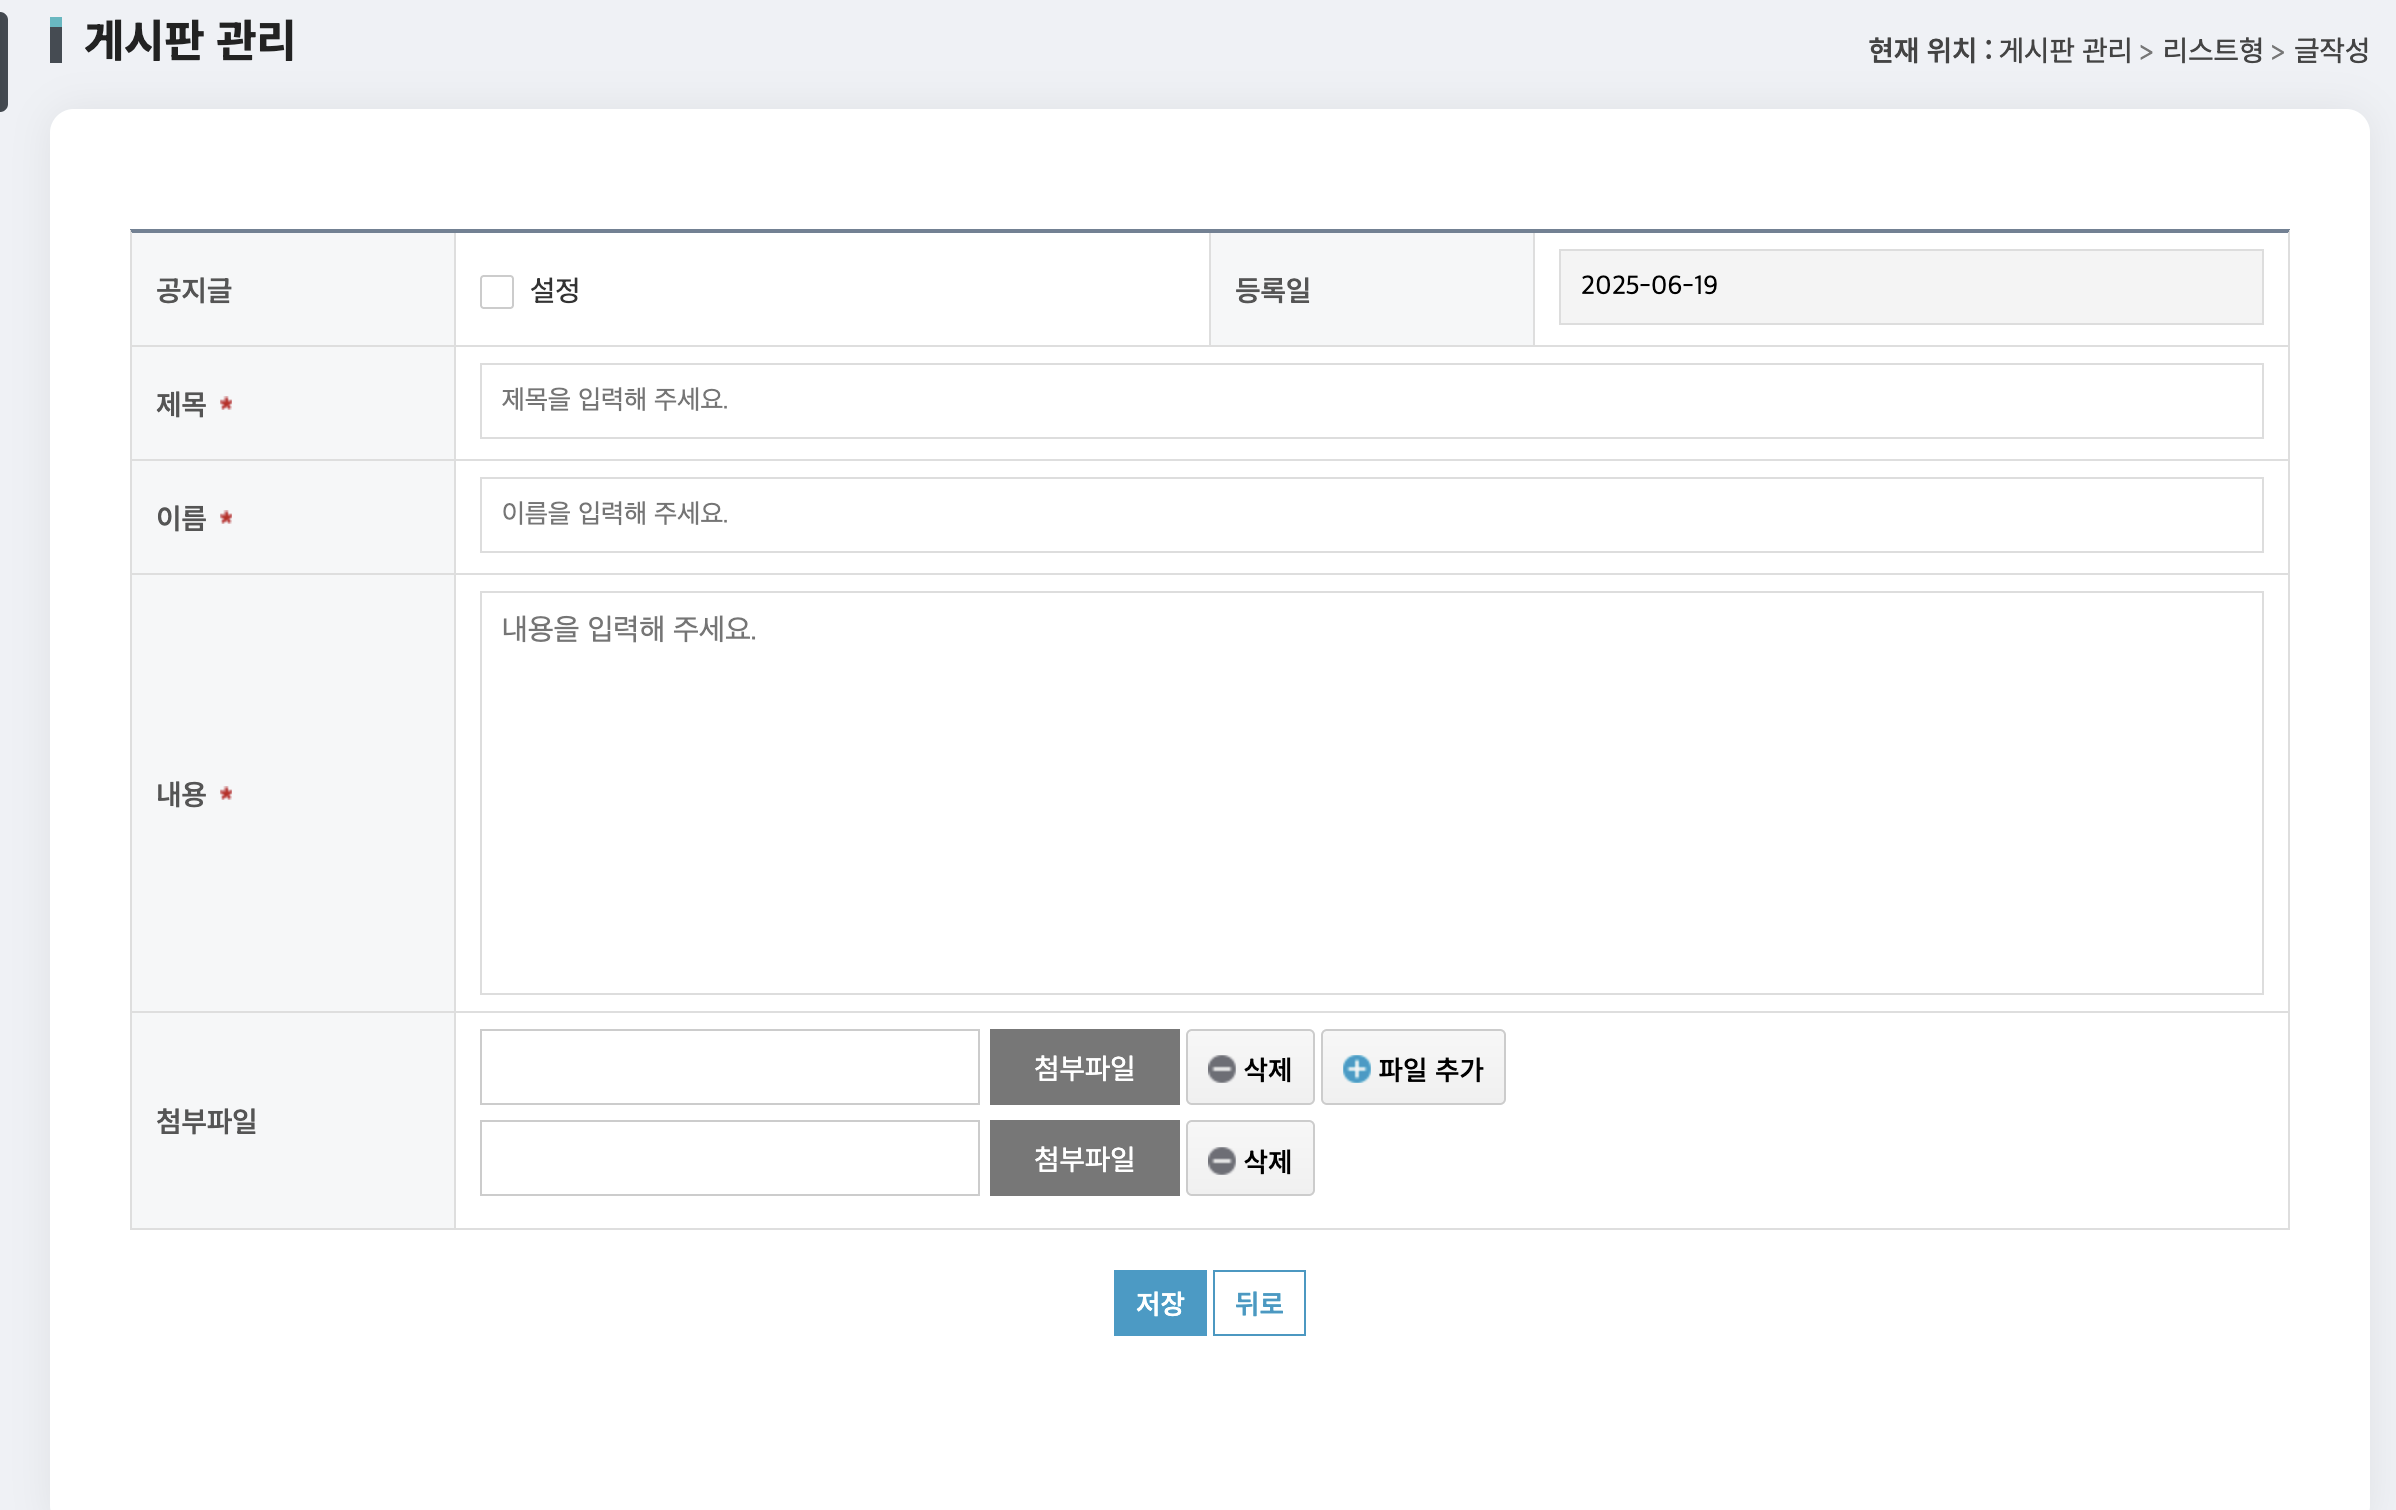 게시판 관리
현재 위치 : 게시판 관리 > 리스트형 > 글작성
공지글
설정
등록일
2025-06-19
제목 *
제목을 입력해 주세요.
이름 *
이름을 입력해 주세요.
내용 *
내용을 입력해 주세요.
첨부파일
첨부파일 삭제 파일 추가
첨부파일 삭제
저장 뒤로